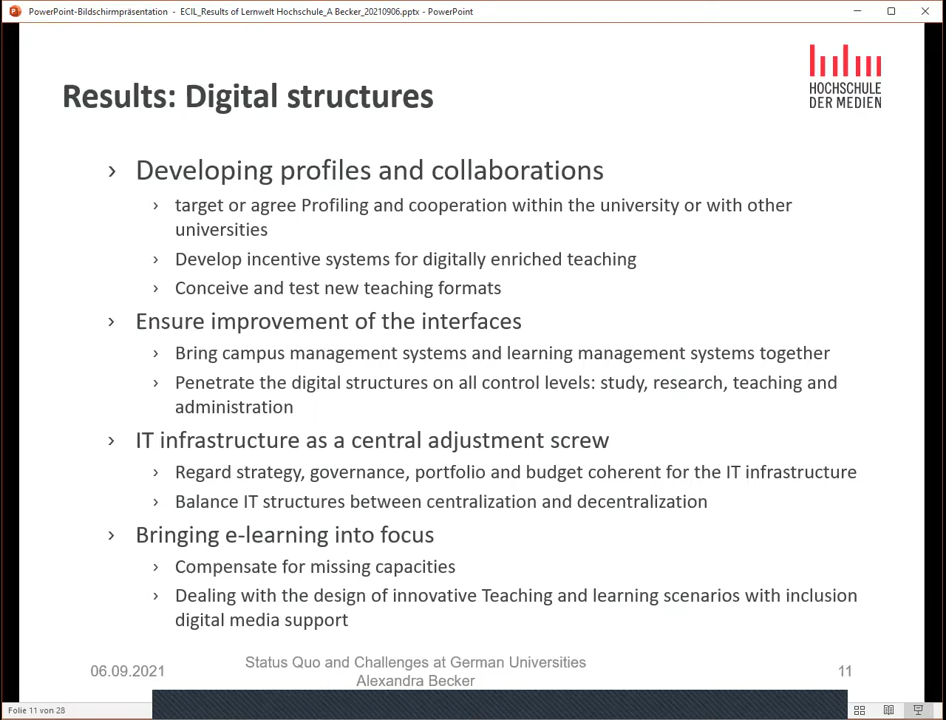 PowerPoint-Bildschirmpräsentation - ECIL_Results of Lernwelt Hochschule_A Becker_20210906.pptx - PowerPoint
HOCHSCHULE
DER MEDIEN
Results: Digital structures
› Developing profiles and collaborations
› target or agree Profiling and cooperation within the university or with other
universities
› Develop incentive systems for digitally enriched teaching
› Conceive and test new teaching formats
› Ensure improvement of the interfaces
› Bring campus management systems and learning management systems together
› Penetrate the digital structures on all control levels: study, research, teaching and
administration
› IT infrastructure as a central adjustment screw
› Regard strategy, governance, portfolio and budget coherent for the IT infrastructure
› Balance IT structures between centralization and decentralization
› Bringing e-learning into focus
› Compensate for missing capacities
› Dealing with the design of innovative Teaching and learning scenarios with inclusion
digital media support
06.09.2021
Status Quo and Challenges at German Universities
Alexandra Becker
11
Folie 11 von 28